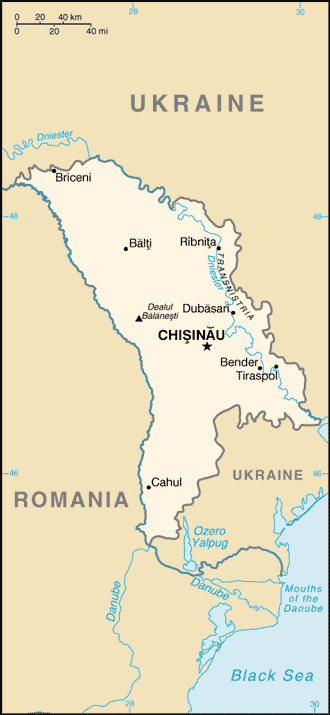 0 20 40 km
0 20 40 mi
28
30
UKRAINE
Dniester
Briceni
48
48
Bălţi
Rîbniţa
TRANSNISTRIA
Dniester
Dubăsari
Dealul
Bălăneşti
CHIŞINĂU
Bender
Tiraspol
46
46
Cahul
UKRAINE
ROMANIA
Ozero
Yalpug
Danube
Danube
Mouths
of the
Danube
Black Sea
28
30